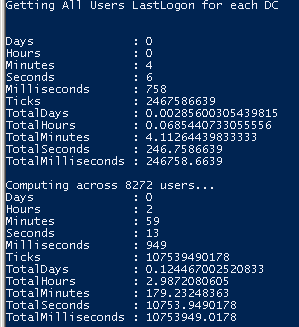 Getting All Users LastLogon for each DC
Days : 0
Hours : 0
Minutes : 4
Seconds : 6
Milliseconds : 758
Ticks : 2467586639
TotalDays : 0.00285600305439815
TotalHours : 0.0685440733055556
TotalMinutes : 4.11264439833333
TotalSeconds : 246.7586639
TotalMilliseconds : 246758.6639
Computing across 8272 users...
Days : 0
Hours : 2
Minutes : 59
Seconds : 13
Milliseconds : 949
Ticks : 107539490178
TotalDays : 0.124467002520833
TotalHours : 2.9872080605
TotalMinutes : 179.23248363
TotalSeconds : 10753.9490178
TotalMilliseconds : 10753949.0178